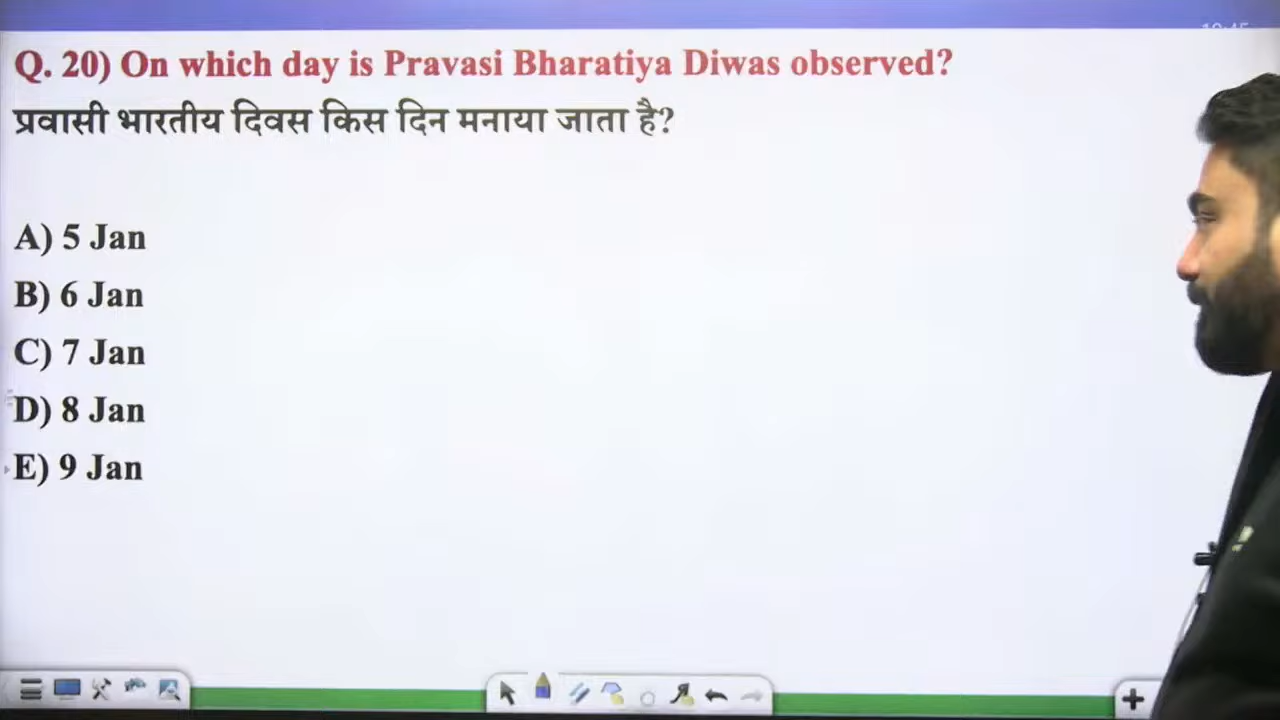 Q. 20) On which day is Pravasi Bharatiya Diwas observed?
प्रवासी भारतीय दिवस किस दिन मनाया जाता है?
A) 5 Jan
B) 6 Jan
C) 7 Jan
D) 8 Jan
E) 9 Jan